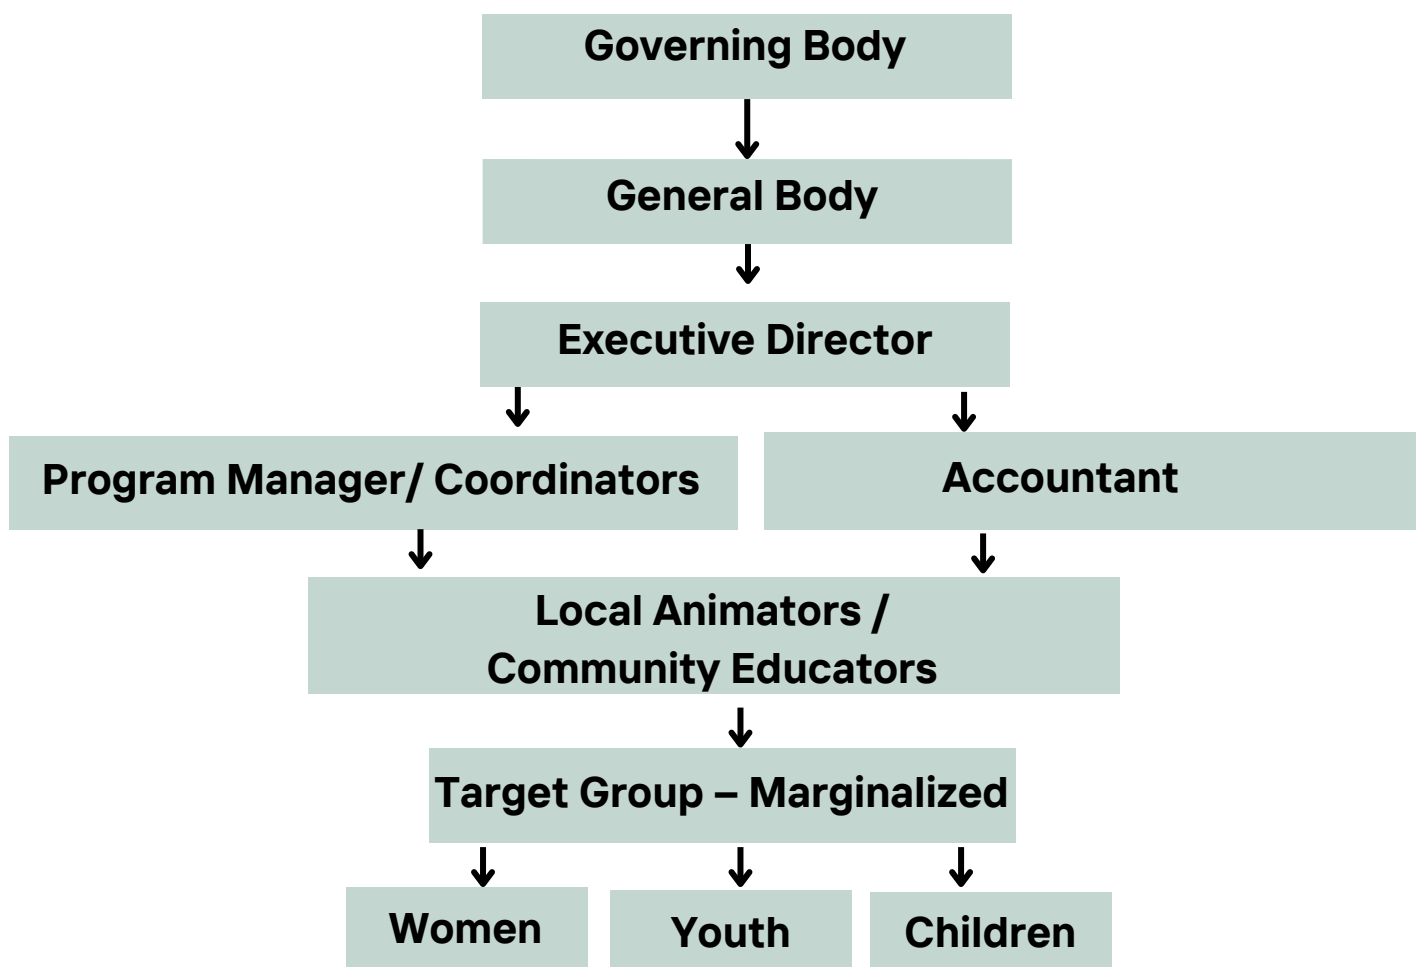 Governing Body
General Body
Executive Director
Program Manager/ Coordinators
Accountant
Local Animators /
Community Educators
Target Group – Marginalized
Women
Youth
Children